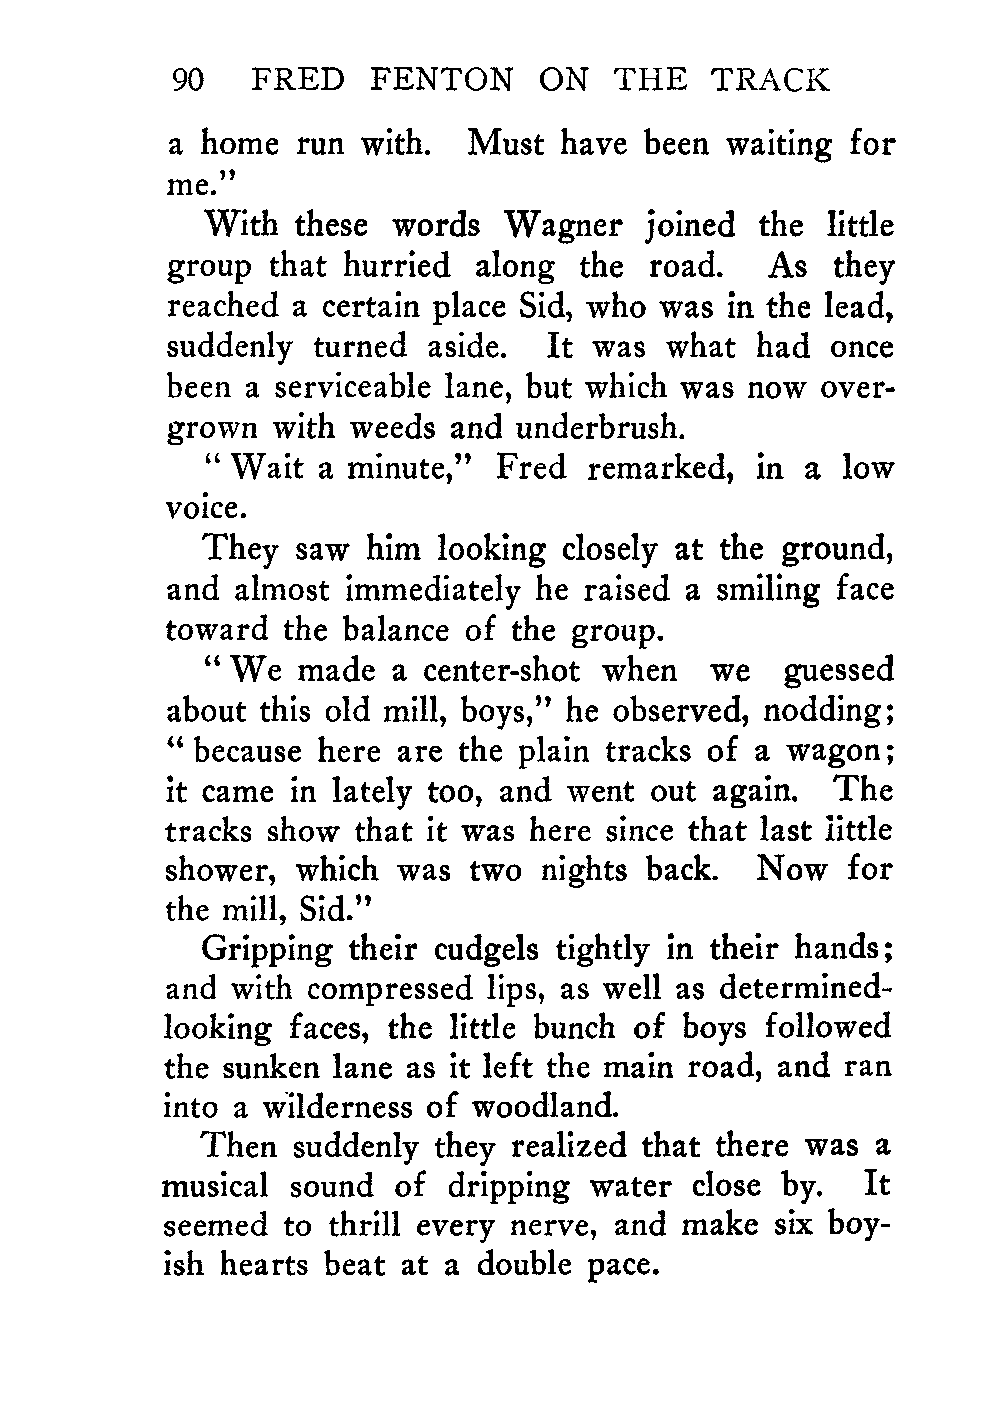 90 FRED FENTON ON THE TRACK
a home run with. Must have been waiting for
me."
With these words Wagner joined the little
group that hurried along the road. As they
reached a certain place Sid, who was in the lead,
suddenly turned aside. It was what had once
been a serviceable lane, but which was now over-
grown with weeds and underbrush.
"Wait a minute," Fred remarked, in a low
voice.
They saw him looking closely at the ground,
and almost immediately he raised a smiling face
toward the balance of the group.
"We made a center-shot when we guessed
about this old mill, boys," he observed, nodding;
"because here are the plain tracks of a wagon;
it came in lately too, and went out again. The
tracks show that it was here since that last little
shower, which was two nights back. Now for
the mill, Sid."
Gripping their cudgels tightly in their hands;
and with compressed lips, as well as determined-
looking faces, the little bunch of boys followed
the sunken lane as it left the main road, and ran
into a wilderness of woodland.
Then suddenly they realized that there was a
musical sound of dripping water close by. It
seemed to thrill every nerve, and make six boy-
ish hearts beat at a double pace.